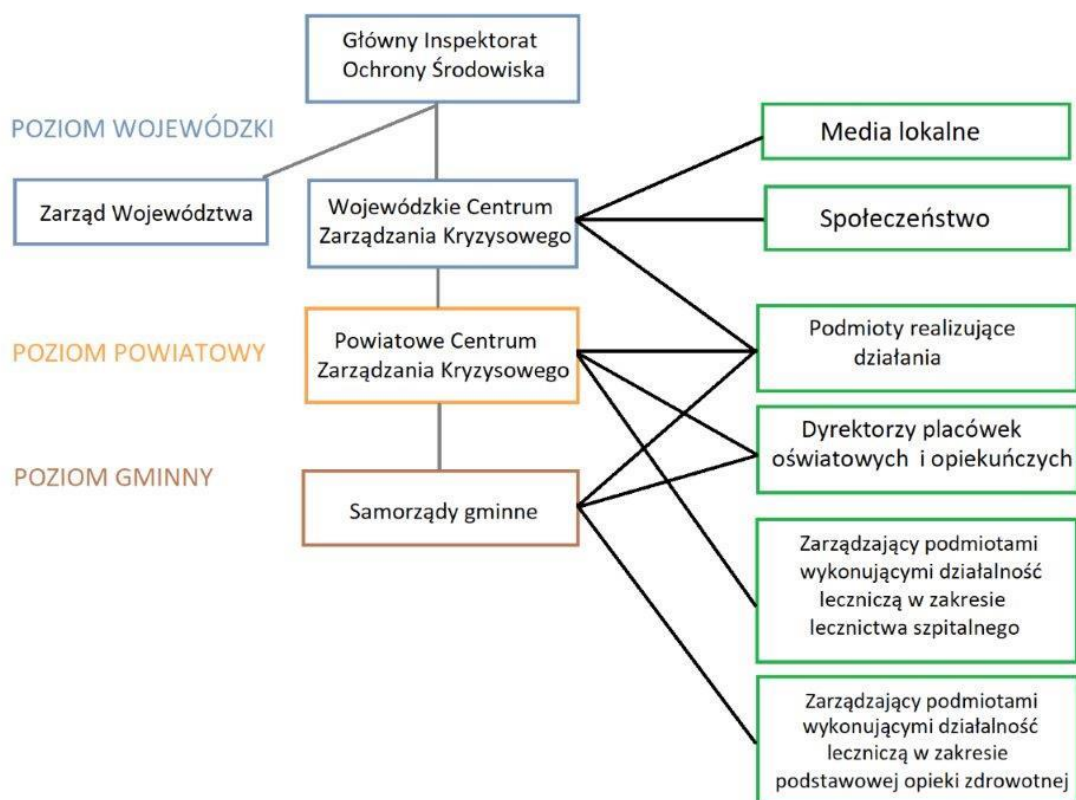 Główny Inspektorat
Ochrony Środowiska
POZIOM WOJEWÓDZKI
Media lokalne
Zarząd Województwa
Wojewódzkie Centrum
Zarządzania Kryzysowego
Społeczeństwo
POZIOM POWIATOWY
Powiatowe Centrum
Zarządzania Kryzysowego
Podmioty realizujące
działania
Dyrektorzy placówek
oświatowych i opiekuńczych
POZIOM GMINNY
Samorządy gminne
Zarządzający podmiotami
wykonującymi działalność
leczniczą w zakresie
lecznictwa szpitalnego
Zarządzający podmiotami
wykonującymi działalność
leczniczą w zakresie
podstawowej opieki zdrowotnej